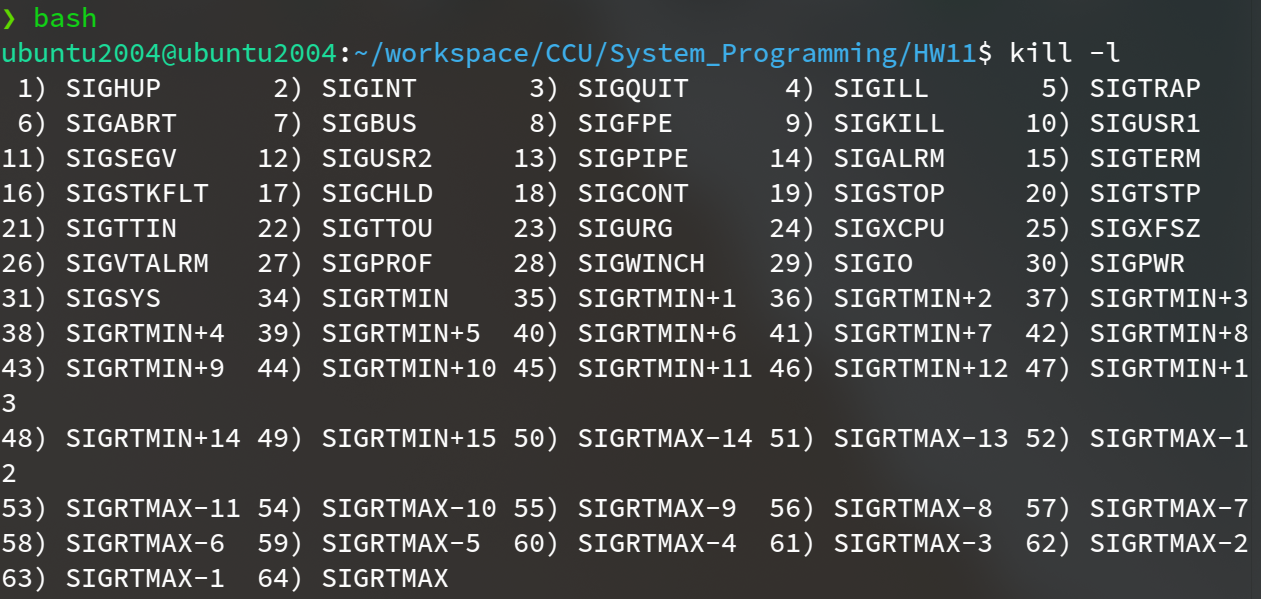 ❯ bash
ubuntu2004@ubuntu2004:~/workspace/CCU/System_Programming/HW11$ kill -l
 1) SIGHUP       2) SIGINT       3) SIGQUIT      4) SIGILL       5) SIGTRAP
 6) SIGABRT      7) SIGBUS       8) SIGFPE       9) SIGKILL     10) SIGUSR1
11) SIGSEGV     12) SIGUSR2     13) SIGPIPE     14) SIGALRM     15) SIGTERM
16) SIGSTKFLT   17) SIGCHLD     18) SIGCONT     19) SIGSTOP     20) SIGTSTP
21) SIGTTIN     22) SIGTTOU     23) SIGURG      24) SIGXCPU     25) SIGXFSZ
26) SIGVTALRM   27) SIGPROF     28) SIGWINCH    29) SIGIO       30) SIGPWR
31) SIGSYS      34) SIGRTMIN    35) SIGRTMIN+1  36) SIGRTMIN+2  37) SIGRTMIN+3
38) SIGRTMIN+4  39) SIGRTMIN+5  40) SIGRTMIN+6  41) SIGRTMIN+7  42) SIGRTMIN+8
43) SIGRTMIN+9  44) SIGRTMIN+10 45) SIGRTMIN+11 46) SIGRTMIN+12 47) SIGRTMIN+1
3
48) SIGRTMIN+14 49) SIGRTMIN+15 50) SIGRTMAX-14 51) SIGRTMAX-13 52) SIGRTMAX-1
2
53) SIGRTMAX-11 54) SIGRTMAX-10 55) SIGRTMAX-9  56) SIGRTMAX-8  57) SIGRTMAX-7
58) SIGRTMAX-6  59) SIGRTMAX-5  60) SIGRTMAX-4  61) SIGRTMAX-3  62) SIGRTMAX-2
63) SIGRTMAX-1  64) SIGRTMAX